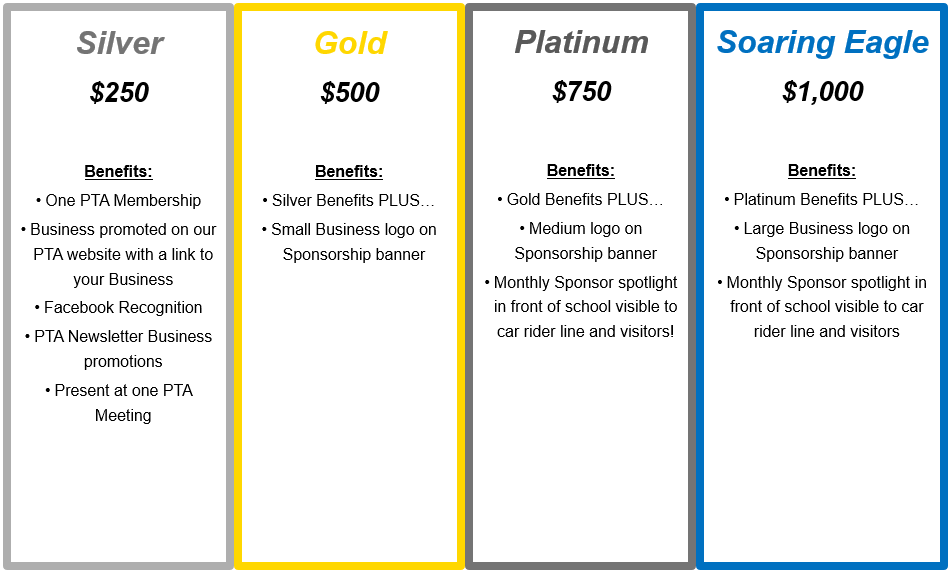 Silver
$250
Benefits:
• One PTA Membership
• Business promoted on our
PTA website with a link to
your Business
• Facebook Recognition
• PTA Newsletter Business
promotions
• Present at one PTA
Meeting
Gold
$500
Benefits:
• Silver Benefits PLUS…
• Small Business logo on
Sponsorship banner
Platinum
$750
Benefits:
• Gold Benefits PLUS…
• Medium logo on
Sponsorship banner
• Monthly Sponsor spotlight
in front of school visible to
car rider line and visitors!
Soaring Eagle
$1,000
Benefits:
• Platinum Benefits PLUS…
• Large Business logo on
Sponsorship banner
• Monthly Sponsor spotlight in
front of school visible to car
rider line and visitors